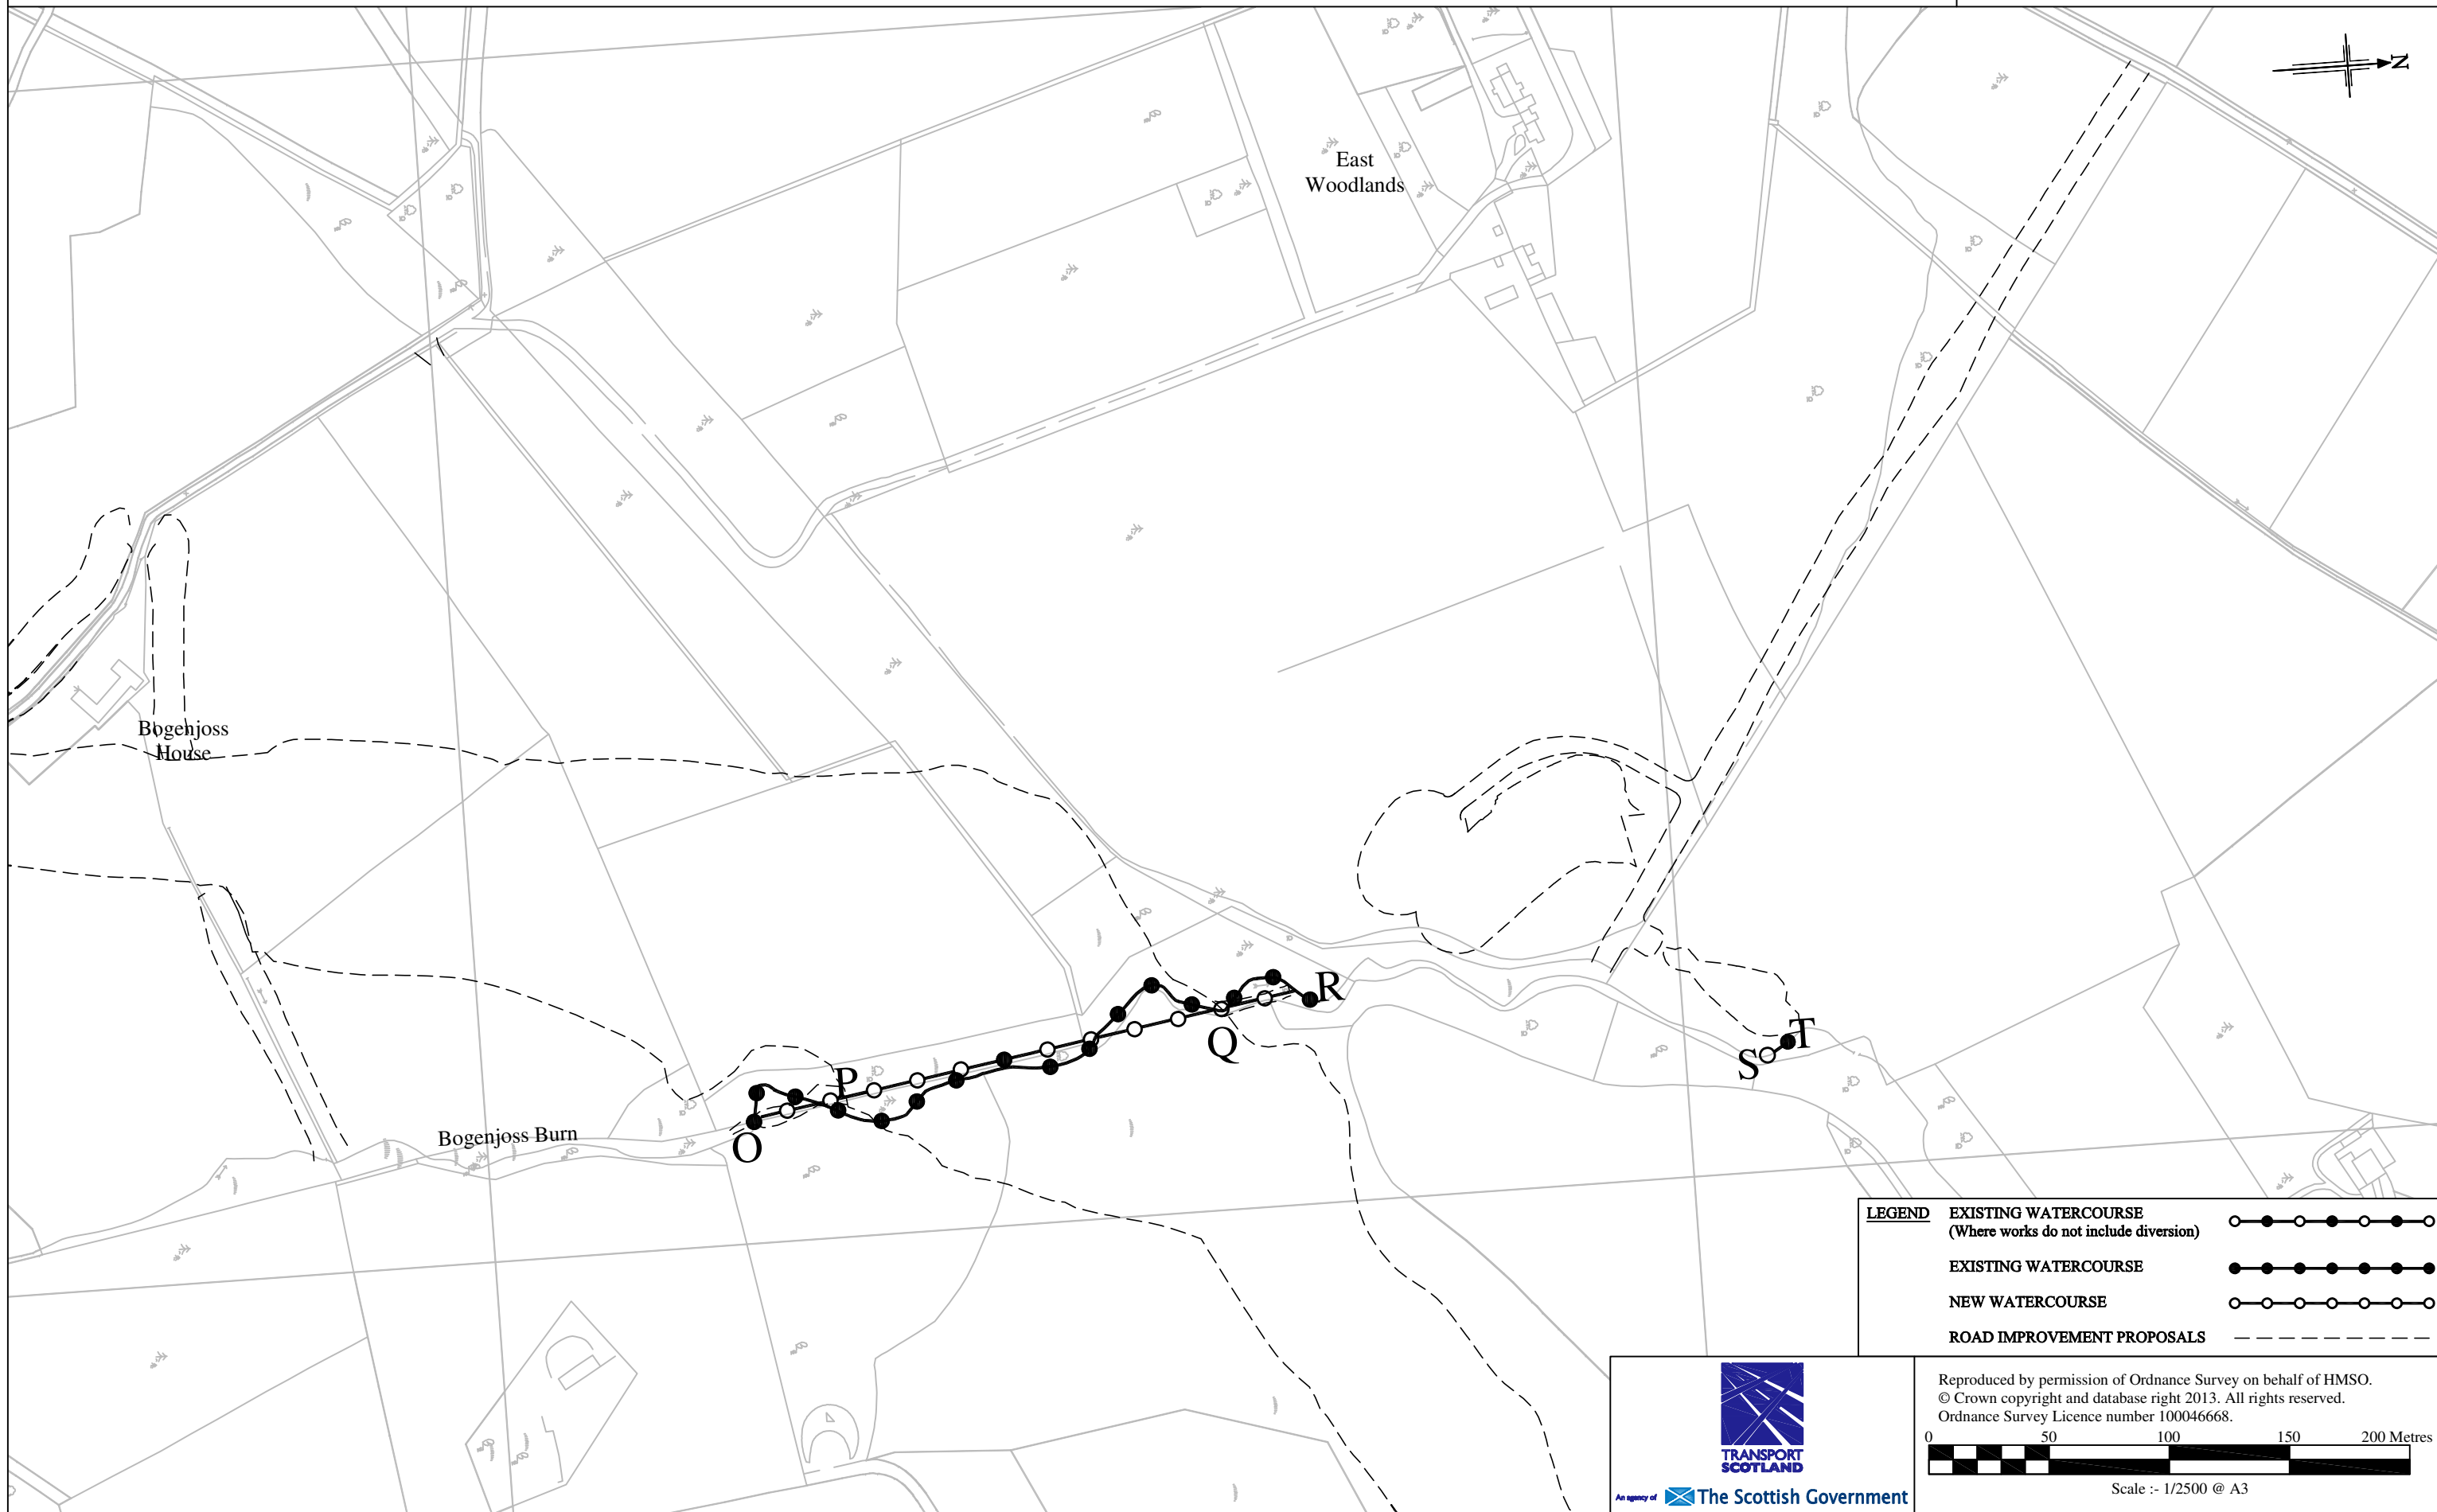 N
East
Woodlands
Bogenjoss
House
R
Q
T
S
P
O
Bogenjoss Burn
LEGEND
EXISTING WATERCOURSE
(Where works do not include diversion)
EXISTING WATERCOURSE
NEW WATERCOURSE
ROAD IMPROVEMENT PROPOSALS
TRANSPORT
SCOTLAND
An agency of The Scottish Government
Reproduced by permission of Ordnance Survey on behalf of HMSO.
© Crown copyright and database right 2013. All rights reserved.
Ordnance Survey Licence number 100046668.
0 50 100 150 200 Metres
Scale :- 1/2500 @ A3